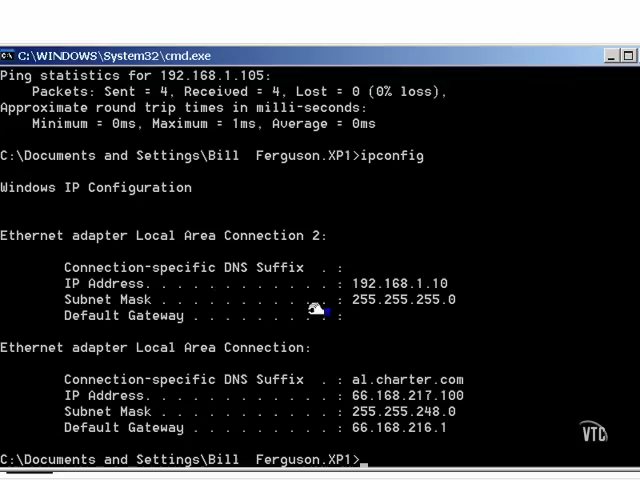 C:\WINDOWS\System32\cmd.exe
Ping statistics for 192.168.1.105:
Packets: Sent = 4, Received = 4, Lost = 0 (0% loss),
Approximate round trip times in milli-seconds:
Minimum = 0ms, Maximum = 1ms, Average = 0ms
C:\Documents and Settings\Bill Ferguson.XP1>ipconfig
Windows IP Configuration
Ethernet adapter Local Area Connection 2:
Connection-specific DNS Suffix . :
IP Address. . . . . . . . . . . . : 192.168.1.10
Subnet Mask . . . . . . . . . . . : 255.255.255.0
Default Gateway . . . . . . . . . :
Ethernet adapter Local Area Connection:
Connection-specific DNS Suffix . : al.charter.com
IP Address. . . . . . . . . . . . : 66.168.217.100
Subnet Mask . . . . . . . . . . . : 255.255.248.0
Default Gateway . . . . . . . . . : 66.168.216.1
VTC
C:\Documents and Settings\Bill Ferguson.XP1>_